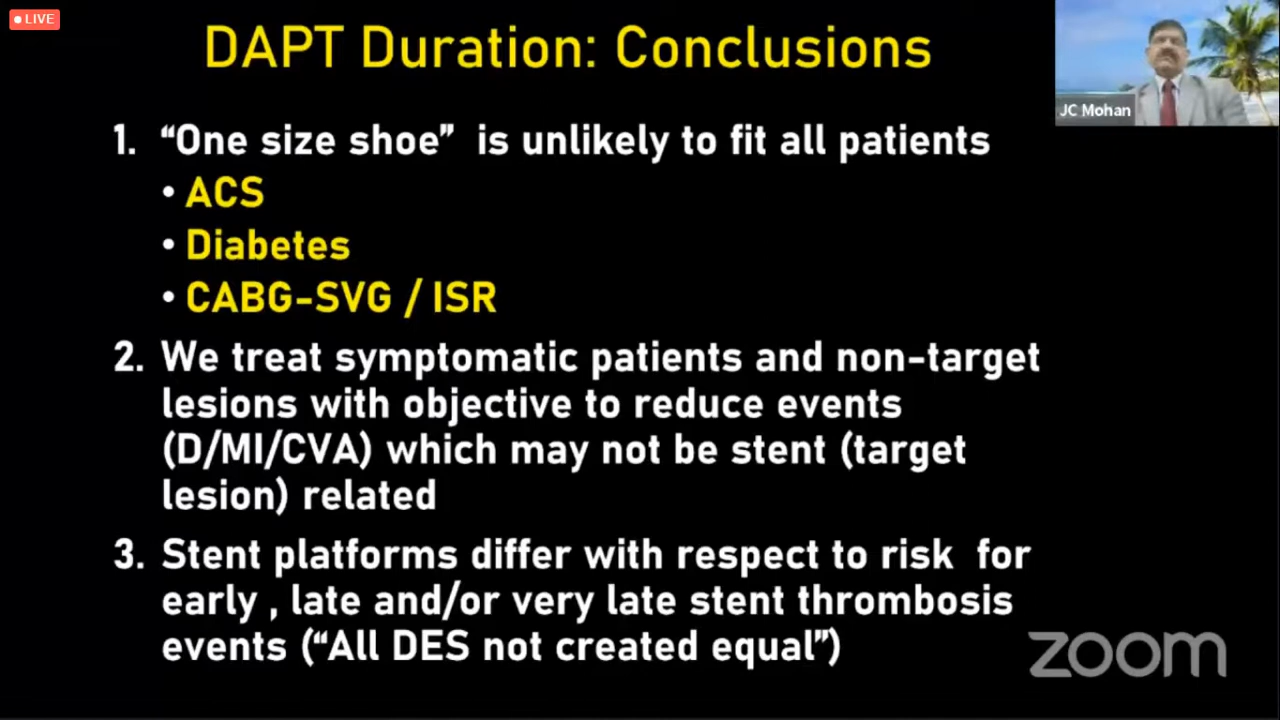 LIVE
DAPT Duration: Conclusions
JC Mohan
1. “One size shoe” is unlikely to fit all patients
• ACS
• Diabetes
• CABG-SVG / ISR
2. We treat symptomatic patients and non-target
lesions with objective to reduce events
(D/MI/CVA) which may not be stent (target
lesion) related
3. Stent platforms differ with respect to risk for
early , late and/or very late stent thrombosis
events (“All DES not created equal”)
zoom